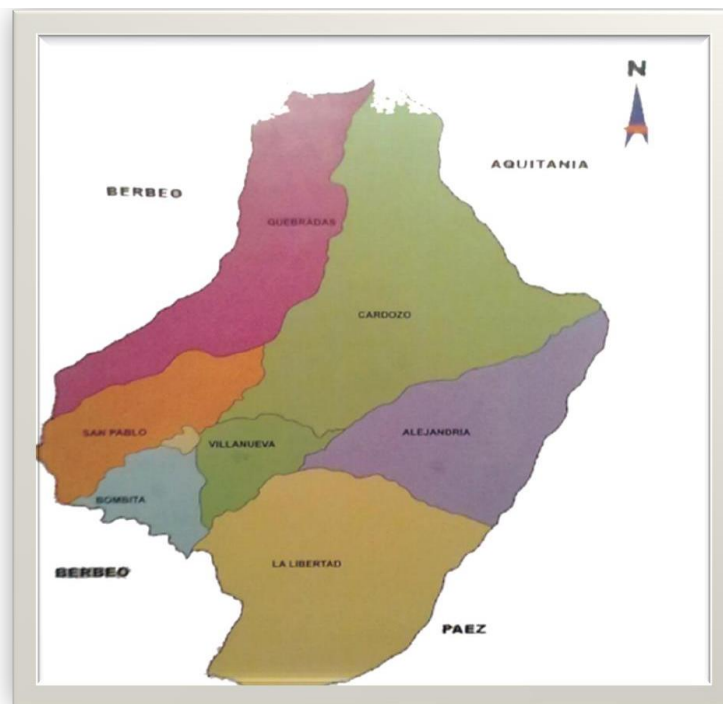 N
AQUITANIA
BERBEO
QUEBRADAS
CARDOZO
SAN PABLO
VILLANUEVA
ALEJANDRIA
BOMBITA
LA LIBERTAD
BERBEO
PAEZ